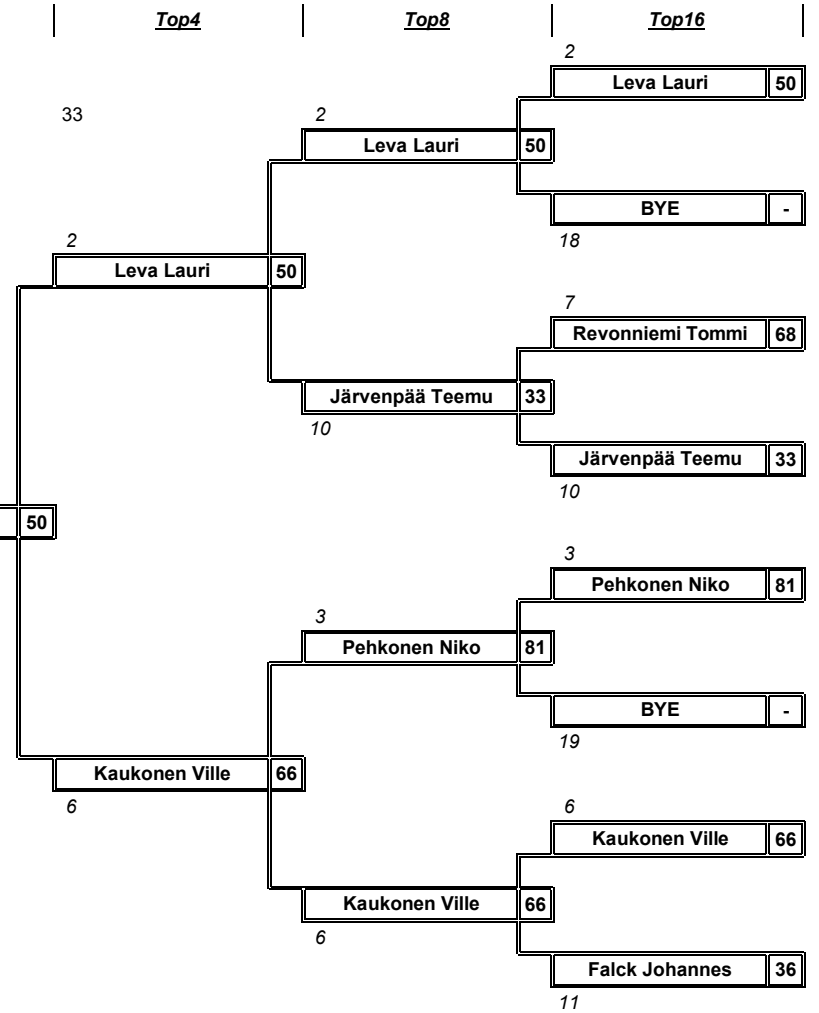 Top4 Top8 Top16
2
Leva Lauri 50
33 2
Leva Lauri 50
BYE -
2 18
Leva Lauri 50
7
Revonniemi Tommi 68
Järvenpää Teemu 33
10
Järvenpää Teemu 33
10
50
3
Pehkonen Niko 81
3
Pehkonen Niko 81
BYE -
19
Kaukonen Ville 66
6 6
Kaukonen Ville 66
Kaukonen Ville 66
6
Falck Johannes 36
11